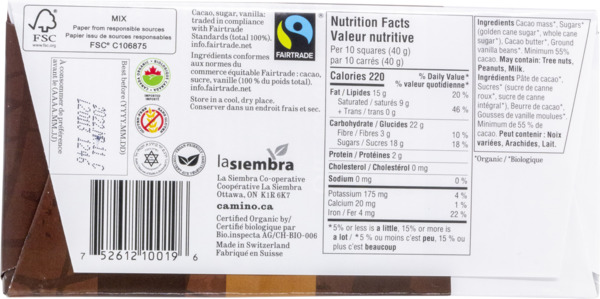 FSC
www.fsc.org
MIX
Paper from responsible sources
Papier issu de sources responsables
FSC® C106875
À consommer de préférence
avant le (AAAA.MM.JJ)
Best before (YYYY.MM.DD)
Cacao, sugar, vanilla:
traded in compliance
with Fairtrade
Standards (total 100%).
info.fairtrade.net
Ingrédients conformes
aux normes du
commerce équitable Fairtrade : cacao,
sucre, vanille (100 % du poids total).
info.fairtrade.net
Store in a cool, dry place.
Conserver dans un endroit frais et sec.
FAIRTRADE
la siembra
La Siembra Co-operative
Coopérative La Siembra
Ottawa, ON K1R 6K7
camino.ca
Certified Organic by/
Certifié biologique par
Bio.inspecta AG/CH-BIO-006
Made in Switzerland
Fabriqué en Suisse
7 52612 10019 6
Nutrition Facts
Valeur nutritive
Per 10 squares (40 g)
par 10 carrés (40 g)
Calories 220
% Daily Value*
% valeur quotidienne*
Fat / Lipides 15 g 20 %
Saturated / saturés 9 g
+ Trans / trans 0 g 46 %
Carbohydrate / Glucides 22 g
Fibre / Fibres 3 g 10 %
Sugars / Sucres 18 g 18 %
Protein / Protéines 2 g
Cholesterol / Cholestérol 0 mg
Sodium 0 mg 0 %
Potassium 175 mg 4 %
Calcium 20 mg 1 %
Iron / Fer 4 mg 22 %
*5% or less is a little, 15% or more is
a lot / *5 % ou moins c'est peu, 15 % ou
plus c'est beaucoup
Ingredients Cacao mass*, Sugars*
(golden cane sugar*, whole cane
sugar*), Cacao butter*, Ground
vanilla beans*. Minimum 55%
cacao. May contain: Tree nuts,
Peanuts, Milk.
Ingrédients Pâte de cacao*,
Sucres* (sucre de canne
roux*, sucre de canne
intégral*), Beurre de cacao*,
Gousses de vanille moulues*.
Minimum de 55 % de
cacao. Peut contenir : Noix
variées, Arachides, Lait.
*Organic / *Biologique